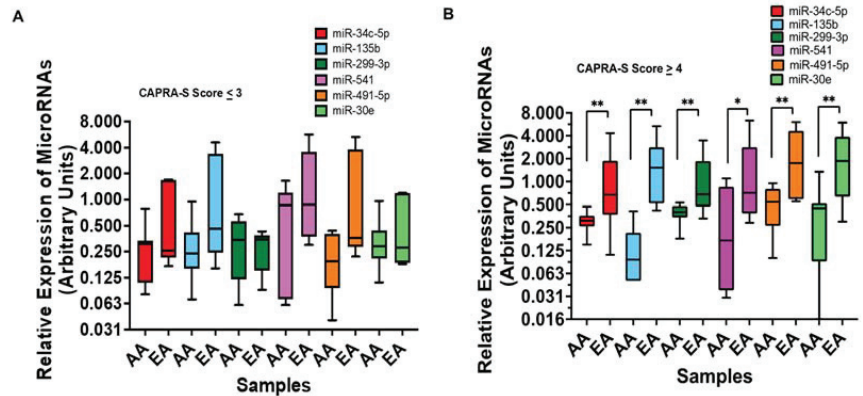 A
miR-34c-5p
miR-135b
miR-299-3p
miR-541
miR-491-5p
miR-30e
CAPRA-S Score ≤ 3
Relative Expression of MicroRNAs
(Arbitrary Units)
8.000
4.000
2.000
1.000
0.500
0.250
0.125
0.063
0.031
AA EA AA EA AA EA AA EA AA EA AA EA
Samples
B
miR-34c-5p
miR-135b
miR-299-3p
miR-541
miR-491-5p
miR-30e
CAPRA-S Score ≥ 4
** ** ** * ** **
Relative Expression of MicroRNAs
(Arbitrary Units)
8.000
4.000
2.000
1.000
0.500
0.250
0.125
0.063
0.031
0.016
AA EA AA EA AA EA AA EA AA EA AA EA
Samples